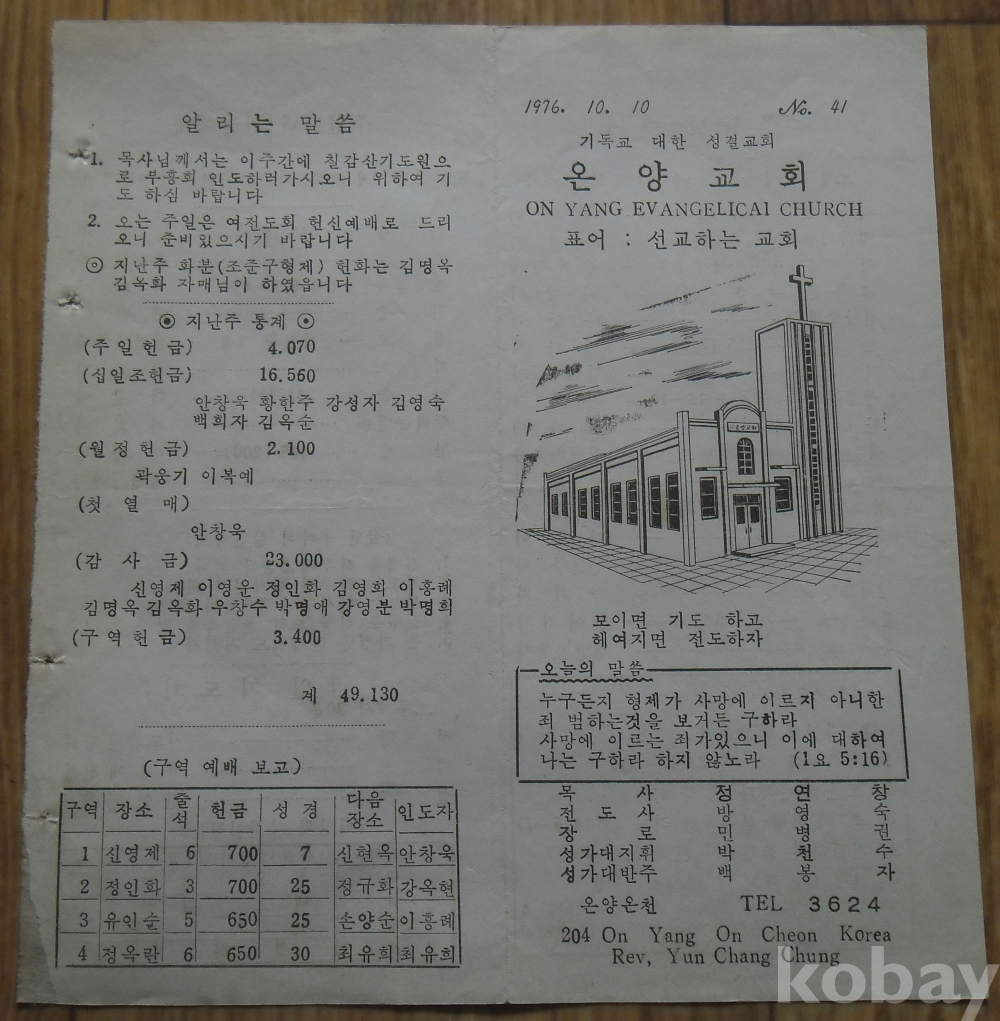 알리는 말씀
1. 목사님께서는 이주간에 칠갑산기도원으
로 부흥회 인도하러가시오니 위하여 기
도 하심 바랍니다
2. 오는 주일은 여전도회 헌신예배로 드리
오니 준비있으시기 바랍니다
◎ 지난주 화분(조준구형제) 헌화는 김명옥
김옥화 자매님이 하였읍니다
◉ 지난주 통계 ◉
(주일헌금) 4.070
(십일조헌금) 16.560
안창욱 황한주 강성자 김영숙
백희자 김옥순
(월정헌금) 2.100
곽웅기 이복예
(첫 열 매)
안창욱
(감 사 금) 23.000
신영제 이영운 정인화 김영희 이흥례
김명옥 김옥화 우창수 박명애 강영분 박명희
(구역헌금) 3.400
계 49.130
(구역 예배 보고)
구역 장소 출석 헌금 성경 다음장소 인도자
1 신영제 6 700 7 신현옥 안창욱
2 정인화 3 700 25 정규화 강옥현
3 유인술 5 650 25 손양순 이흥례
4 정옥란 6 650 30 최유희 최유희
1976. 10. 10 No. 41
기독교 대한 성결교회
온양교회
ON YANG EVANGELICAl CHURCH
표어 : 선교하는 교회
온양교회
모이면 기도 하고
헤여지면 전도하자
오늘의 말씀
누구든지 형제가 사망에 이르지 아니한
죄 범하는것을 보거든 구하라
사망에 이르는 죄가있으니 이에 대하여
나는 구하라 하지 않노라 (1요 5:16)
목 사 정 연 창
전 도 사 방 영 숙
장 로 민 병 권
성가대지휘 박 천 수
성가대반주 백 봉 자
온양온천 TEL 3624
204 On Yang On Cheon Korea
Rev, Yun Chang Chung
kobay